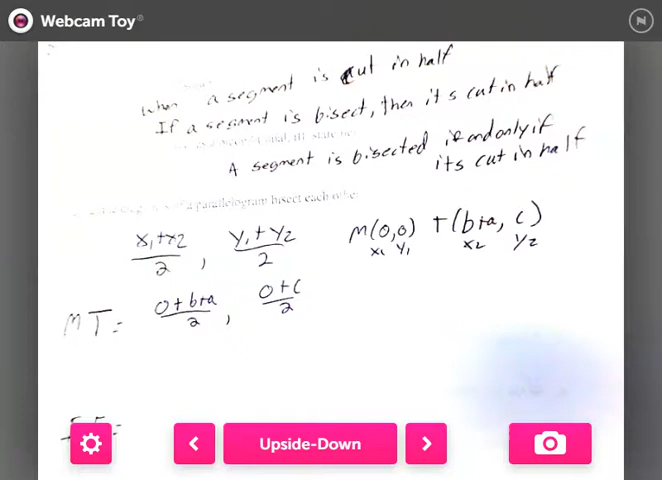 Webcam Toy®
When a segment is cut in half
If a segment is bisect, then it's cut in half
A segment is bisected if and only if
its cut in half
of a parallelogram bisect each other
x₁+x₂/2 , y₁+y₂/2 M(0,0) T(b+a, c)
x₁ y₁ x₂ y₂
MT= 0+b+a/2 , 0+c/2
Upside-Down